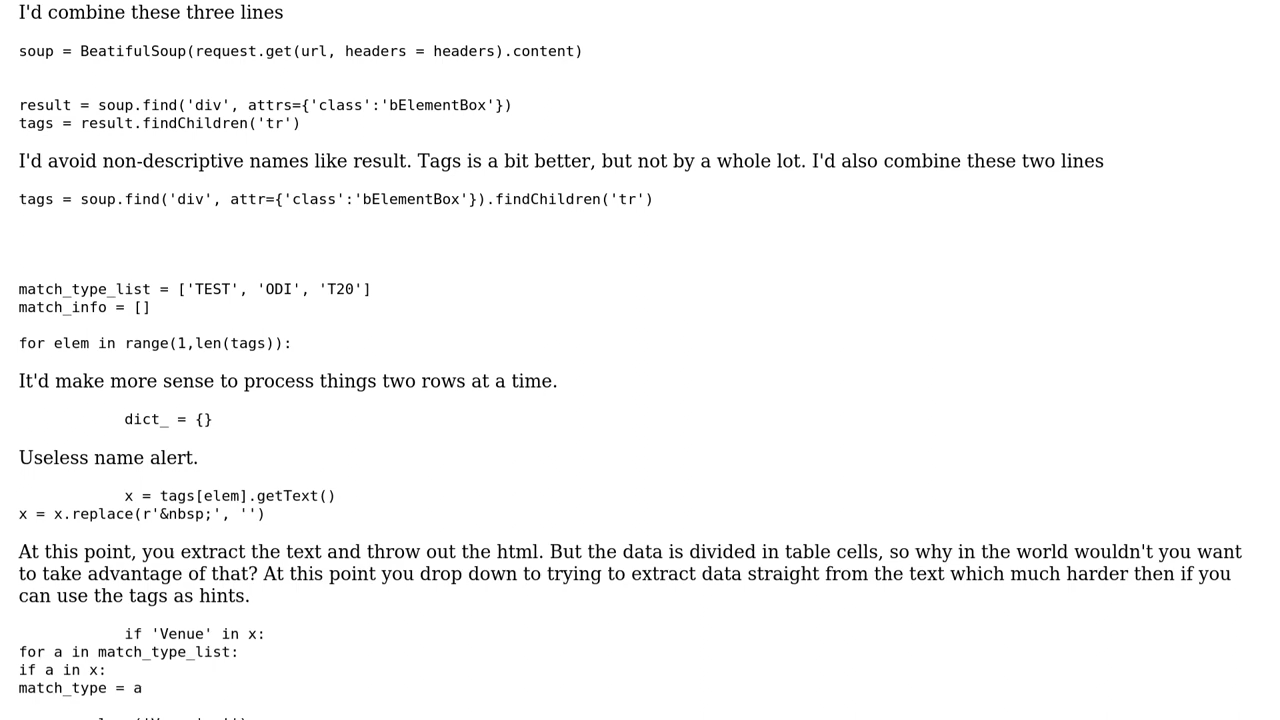 I'd combine these three lines
soup = BeatifulSoup(request.get(url, headers = headers).content)
result = soup.find('div', attrs={'class':'bElementBox'})
tags = result.findChildren('tr')
I'd avoid non-descriptive names like result. Tags is a bit better, but not by a whole lot. I'd also combine these two lines
tags = soup.find('div', attr={'class':'bElementBox'}).findChildren('tr')
match_type_list = ['TEST', 'ODI', 'T20']
match_info = []
for elem in range(1,len(tags)):
It'd make more sense to process things two rows at a time.
dict_ = {}
Useless name alert.
x = tags[elem].getText()
x = x.replace(r'&nbsp;', '')
At this point, you extract the text and throw out the html. But the data is divided in table cells, so why in the world wouldn't you want
to take advantage of that? At this point you drop down to trying to extract data straight from the text which much harder then if you
can use the tags as hints.
if 'Venue' in x:
for a in match_type_list:
if a in x:
match_type = a